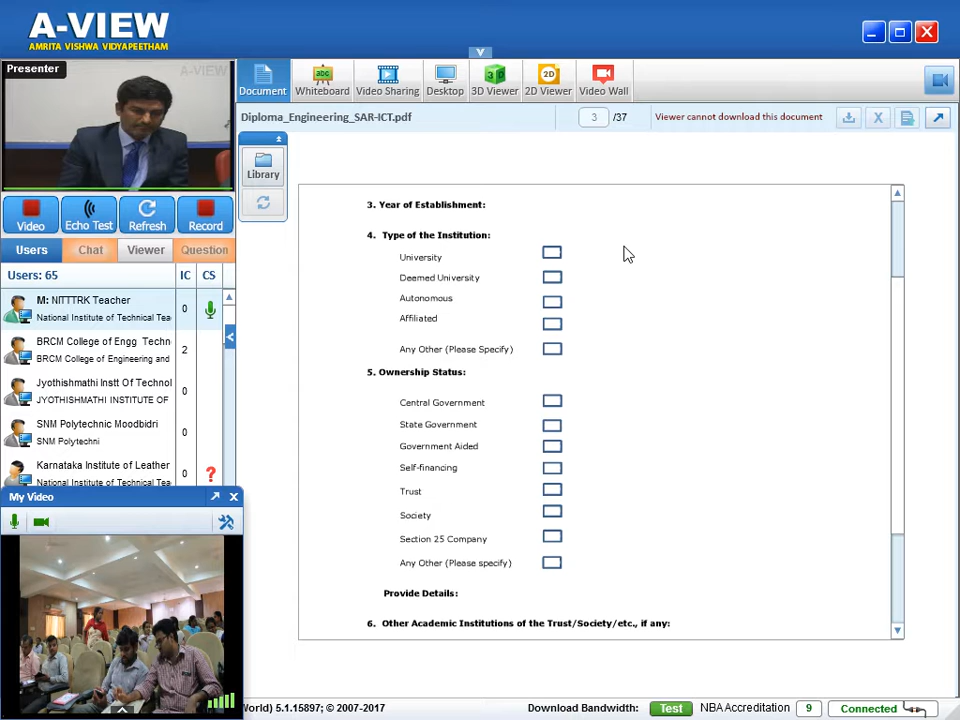 A-VIEW
AMRITA VISHWA VIDYAPEETHAM
Presenter
A-VIEW
Document
Whiteboard
Video Sharing
Desktop
3D Viewer
2D Viewer
Video Wall
Diploma_Engineering_SAR-ICT.pdf
3 /37
Viewer cannot download this document
Library
Video
Echo Test
Refresh
Record
Users
Chat
Viewer
Question
Users: 65
IC
CS
M: NITTTRK Teacher
National Institute of Technical Tea
0
BRCM College of Engg Techn
BRCM College of Engineering and
2
Jyothishmathi Instt Of Technol
JYOTHISHMATHI INSTITUTE OF
0
SNM Polytechnic Moodbidri
SNM Polytechni
0
Karnataka Institute of Leather
National Institute of Technical Tea
0
?
My Video
3. Year of Establishment:
4. Type of the Institution:
University
Deemed University
Autonomous
Affiliated
Any Other (Please Specify)
5. Ownership Status:
Central Government
State Government
Government Aided
Self-financing
Trust
Society
Section 25 Company
Any Other (Please specify)
Provide Details:
6. Other Academic Institutions of the Trust/Society/etc., if any:
World) 5.1.15897; © 2007-2017
Download Bandwidth:
Test
NBA Accreditation
9
Connected